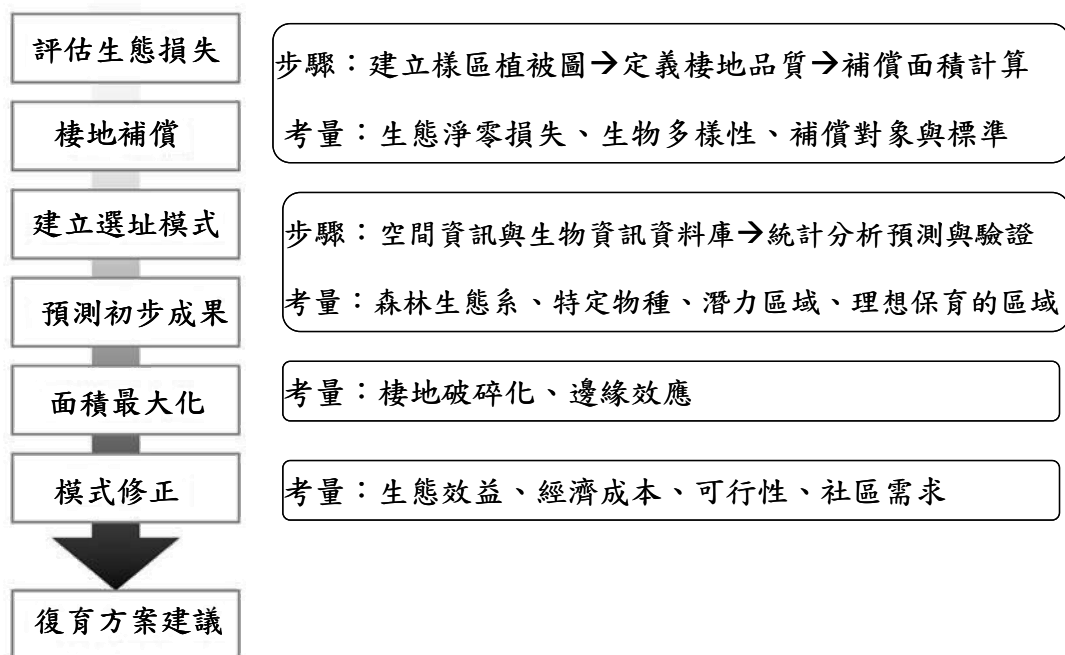 評估生態損失
步驟：建立樣區植被圖→定義棲地品質→補償面積計算
棲地補償
考量：生態淨零損失、生物多樣性、補償對象與標準
建立選址模式
步驟：空間資訊與生物資訊資料庫→統計分析預測與驗證
預測初步成果
考量：森林生態系、特定物種、潛力區域、理想保育的區域
面積最大化
考量：棲地破碎化、邊緣效應
模式修正
考量：生態效益、經濟成本、可行性、社區需求
復育方案建議